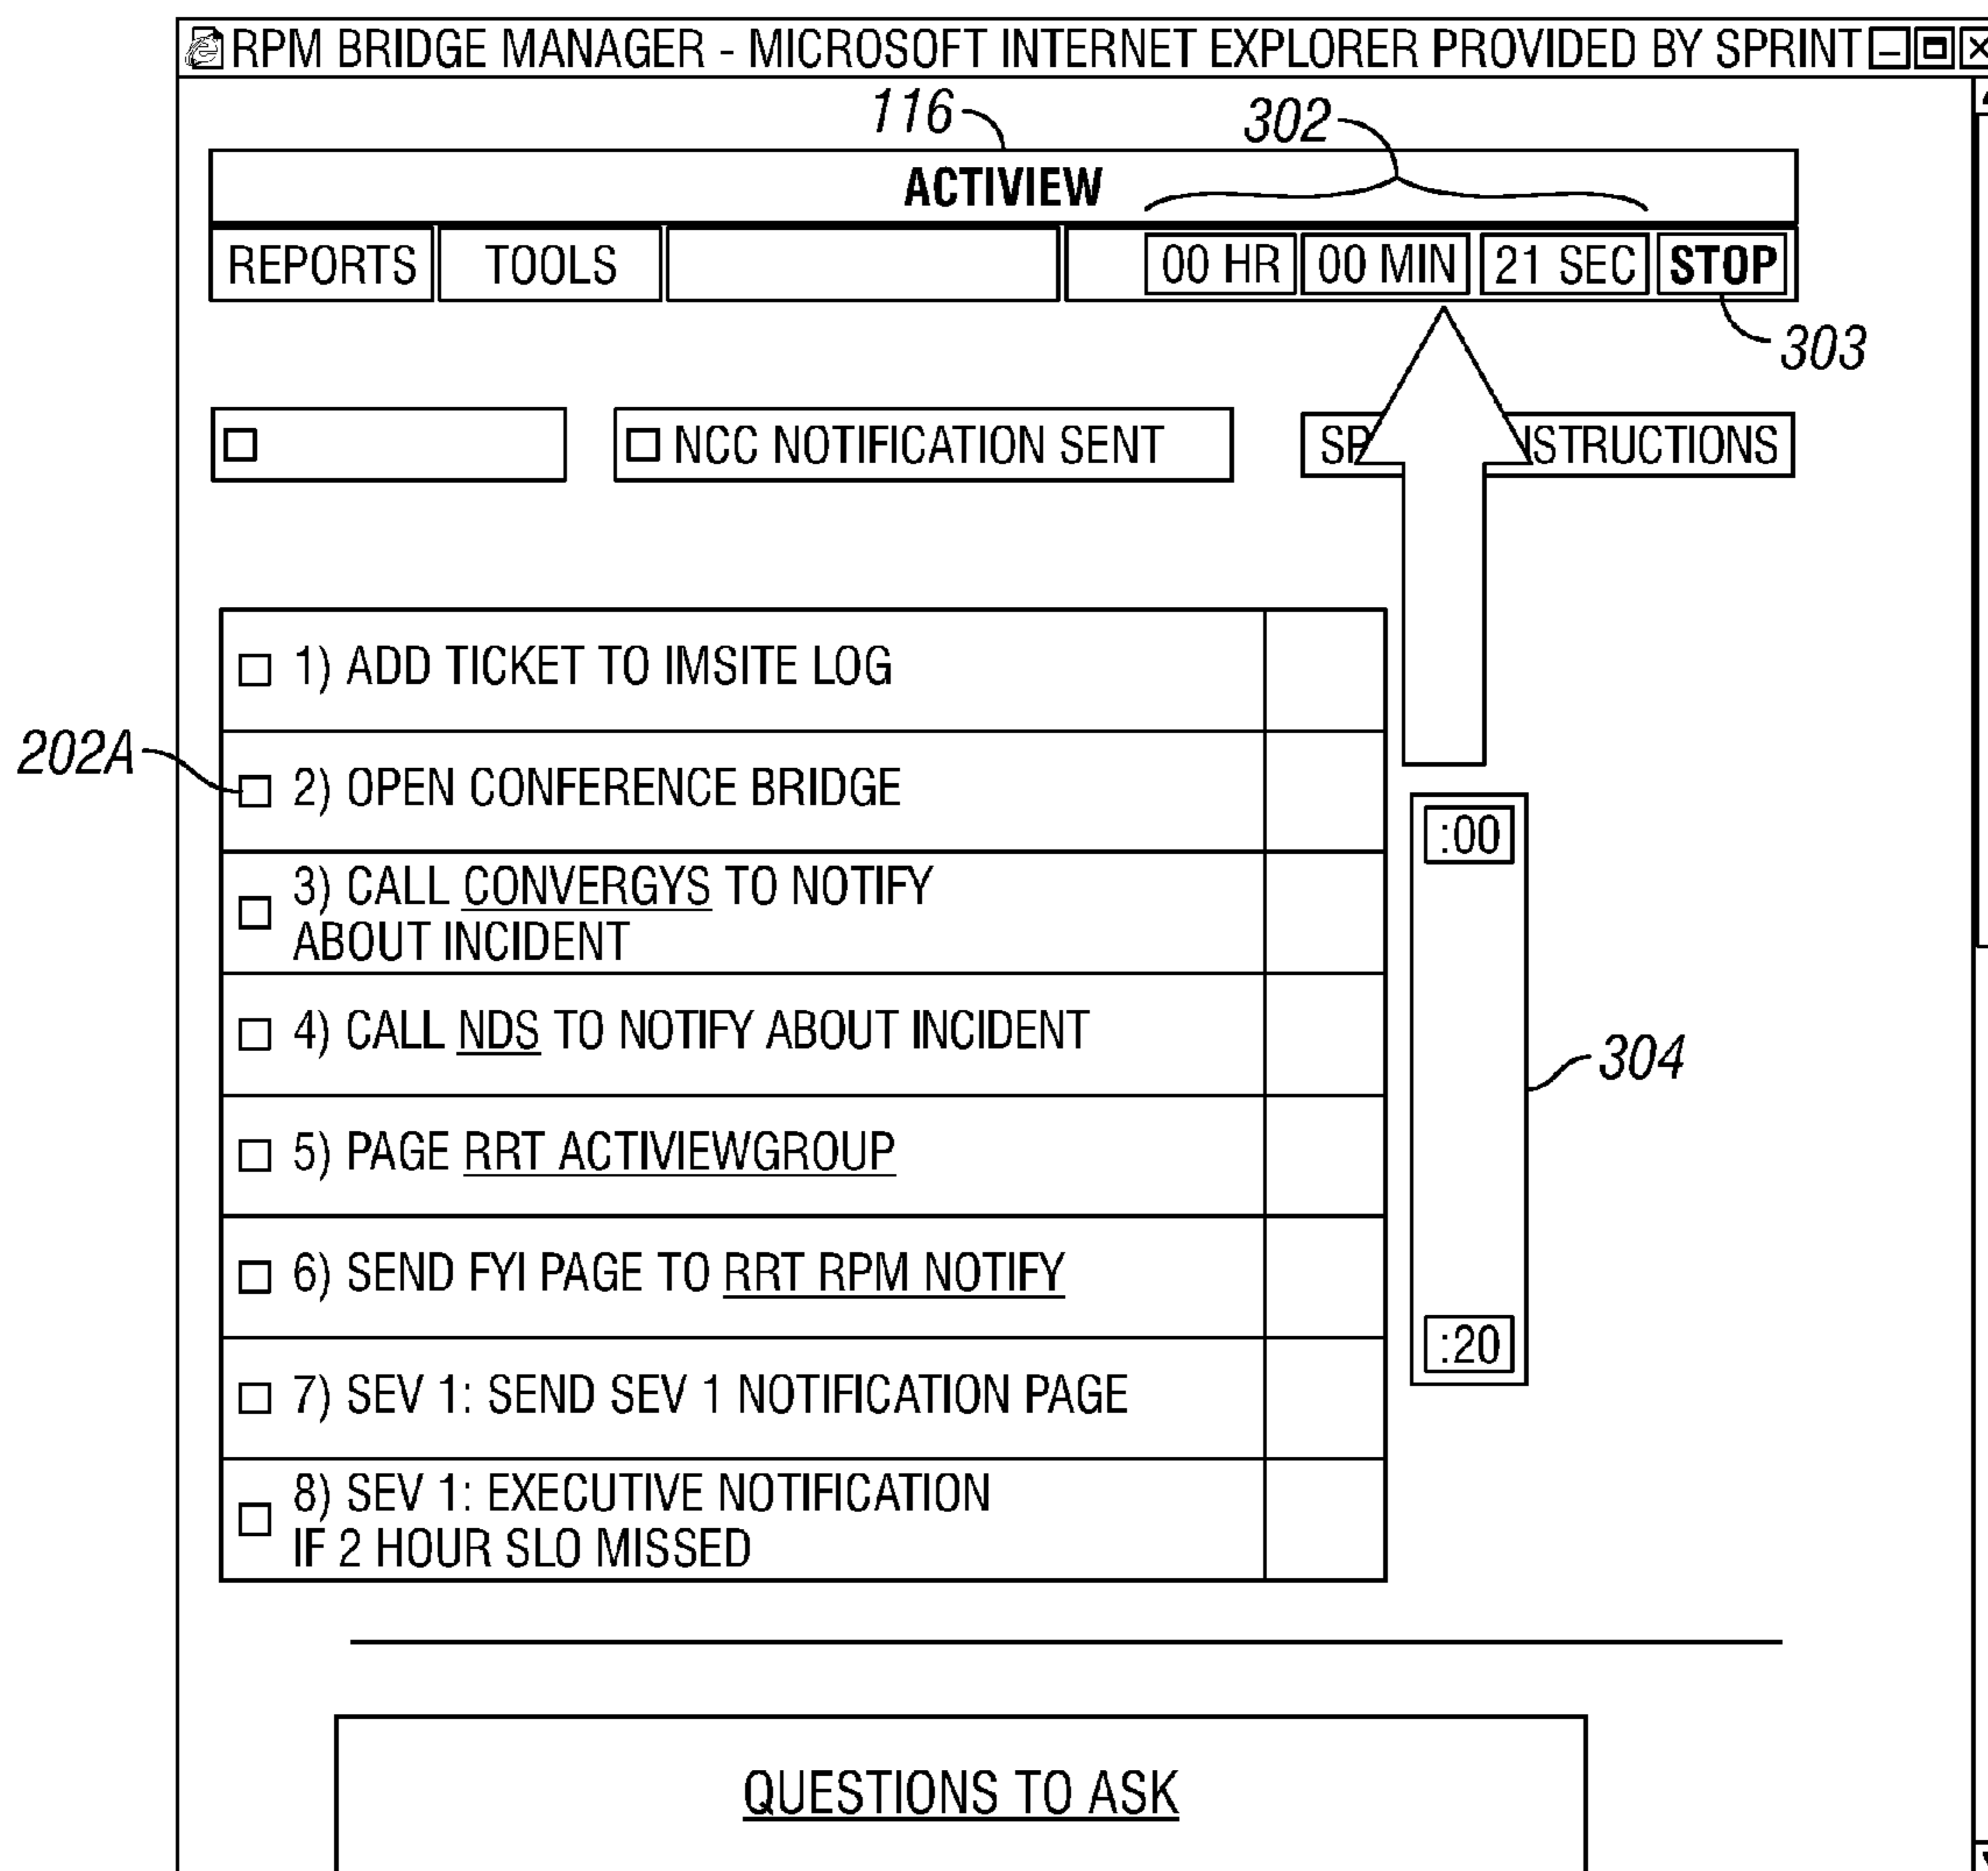 RPM BRIDGE MANAGER - MICROSOFT INTERNET EXPLORER PROVIDED BY SPRINT
116
302
ACTIVIEW
REPORTS TOOLS 00 HR 00 MIN 21 SEC STOP
303
NCC NOTIFICATION SENT
STRUCTIONS
1) ADD TICKET TO IMSITE LOG
202A
2) OPEN CONFERENCE BRIDGE
:00
3) CALL CONVERGYS TO NOTIFY
ABOUT INCIDENT
4) CALL NDS TO NOTIFY ABOUT INCIDENT
304
5) PAGE RRT ACTIVIEWGROUP
6) SEND FYI PAGE TO RRT RPM NOTIFY
:20
7) SEV 1: SEND SEV 1 NOTIFICATION PAGE
8) SEV 1: EXECUTIVE NOTIFICATION
IF 2 HOUR SLO MISSED
QUESTIONS TO ASK